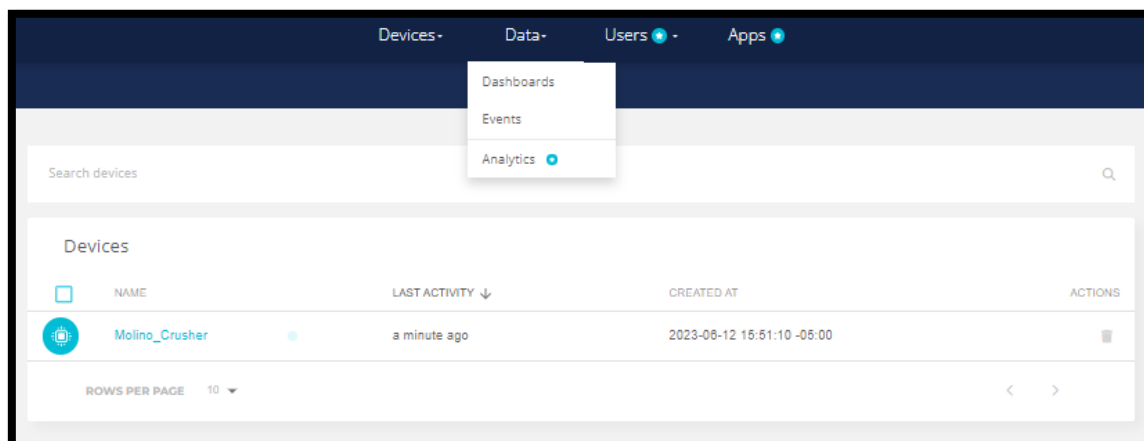 Devices Data Users Apps
Dashboards
Events
Analytics
Search devices
Devices
NAME LAST ACTIVITY CREATED AT ACTIONS
Molino_Crusher a minute ago 2023-06-12 15:51:10 -05:00
ROWS PER PAGE 10